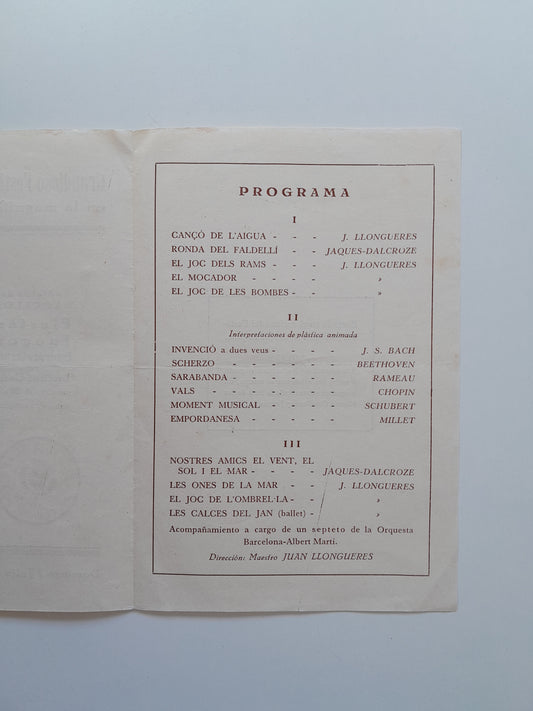 PROGRAMA
I
CANÇÓ DE L'AIGUA - - - J. LLONGUERES
RONDA DEL FALDELLÍ - - - JAQUES-DALCROZE
EL JOC DELS RAMS - - - J. LLONGUERES
EL MOCADOR - - - - - »
EL JOC DE LES BOMBES - - - »
II
Interpretaciones de plástica animada
INVENCIÓ a dues veus - - - - J. S. BACH
SCHERZO - - - - - - BEETHOVEN
SARABANDA - - - - - - RAMEAU
VALS - - - - - - - CHOPIN
MOMENT MUSICAL - - - - - SCHUBERT
EMPORDANESA - - - - - MILLET
III
NOSTRES AMICS EL VENT, EL
SOL I EL MAR - - - - JAQUES-DALCROZE
LES ONES DE LA MAR - - - J. LLONGUERES
EL JOC DE L'OMBREL·LA - - - »
LES CALCES DEL JAN (ballet) - - »
Acompañamiento a cargo de un septeto de la Orquesta
Barcelona-Albert Martí.
Dirección: Maestro JUAN LLONGUERES